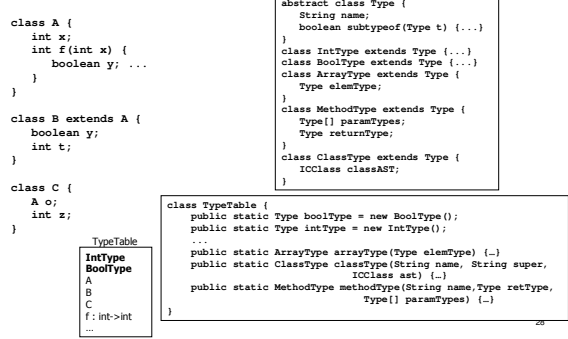 class A {
int x;
int f(int x) {
boolean y; ...
}
}
class B extends A {
boolean y;
int t;
}
class C {
A o;
int z;
}
abstract class Type {
String name;
boolean subtypeof(Type t) {...}
}
class IntType extends Type {...}
class BoolType extends Type {...}
class ArrayType extends Type {
Type elemType;
}
class MethodType extends Type {
Type[] paramTypes;
Type returnType;
}
class ClassType extends Type {
ICClass classAST;
}
TypeTable
IntType
BoolType
A
B
C
f : int->int
...
class TypeTable {
public static Type boolType = new BoolType();
public static Type intType = new IntType();
...
public static ArrayType arrayType(Type elemType) {…}
public static ClassType classType(String name, String super,
ICClass ast) {…}
public static MethodType methodType(String name,Type retType,
Type[] paramTypes) {…}
}
28